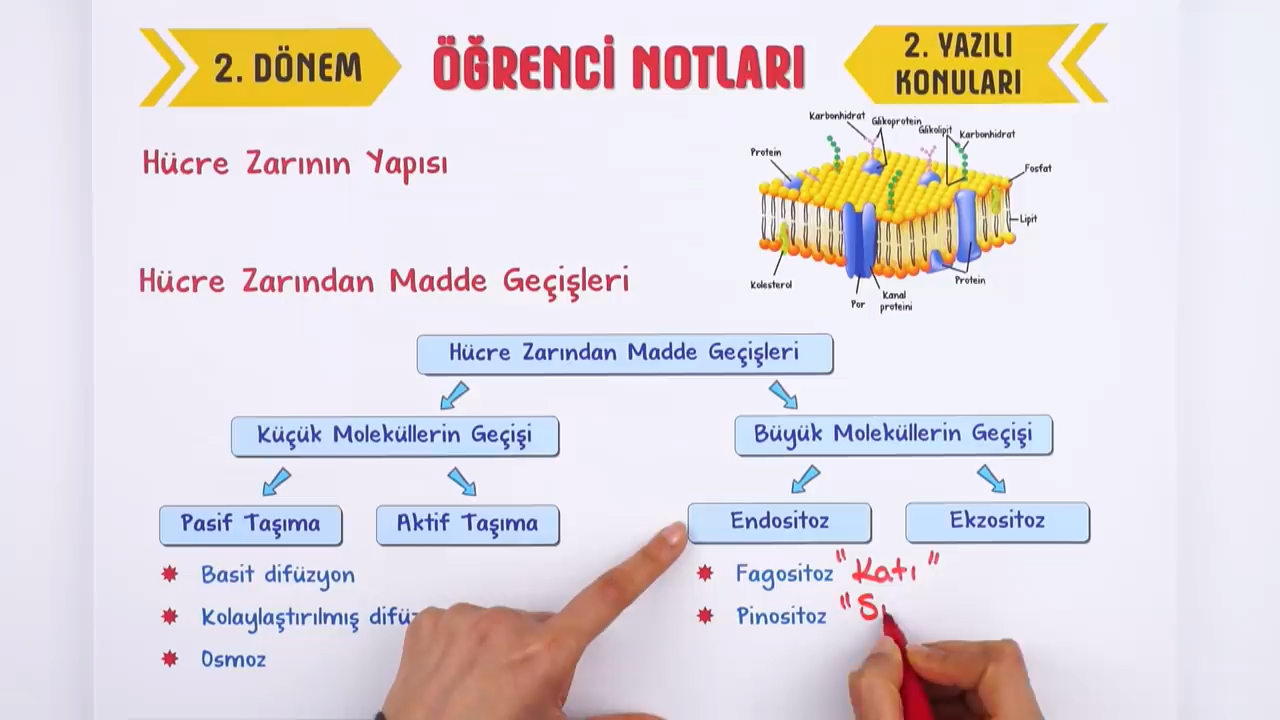 2. DÖNEM
ÖĞRENCİ NOTLARI
2. YAZILI
KONULARI
Hücre Zarının Yapısı
Karbonhidrat
Glikoprotein
Glikolipit
Karbonhidrat
Protein
Fosfat
Lipit
Kolesterol
Por
Kanal
proteini
Protein
Hücre Zarından Madde Geçişleri
Hücre Zarından Madde Geçişleri
Küçük Moleküllerin Geçişi
Büyük Moleküllerin Geçişi
Pasif Taşıma
Aktif Taşıma
Endositoz
Ekzositoz
Basit difüzyon
Kolaylaştırılmış
Osmoz
Fagositoz "Katı"
Pinositoz "S